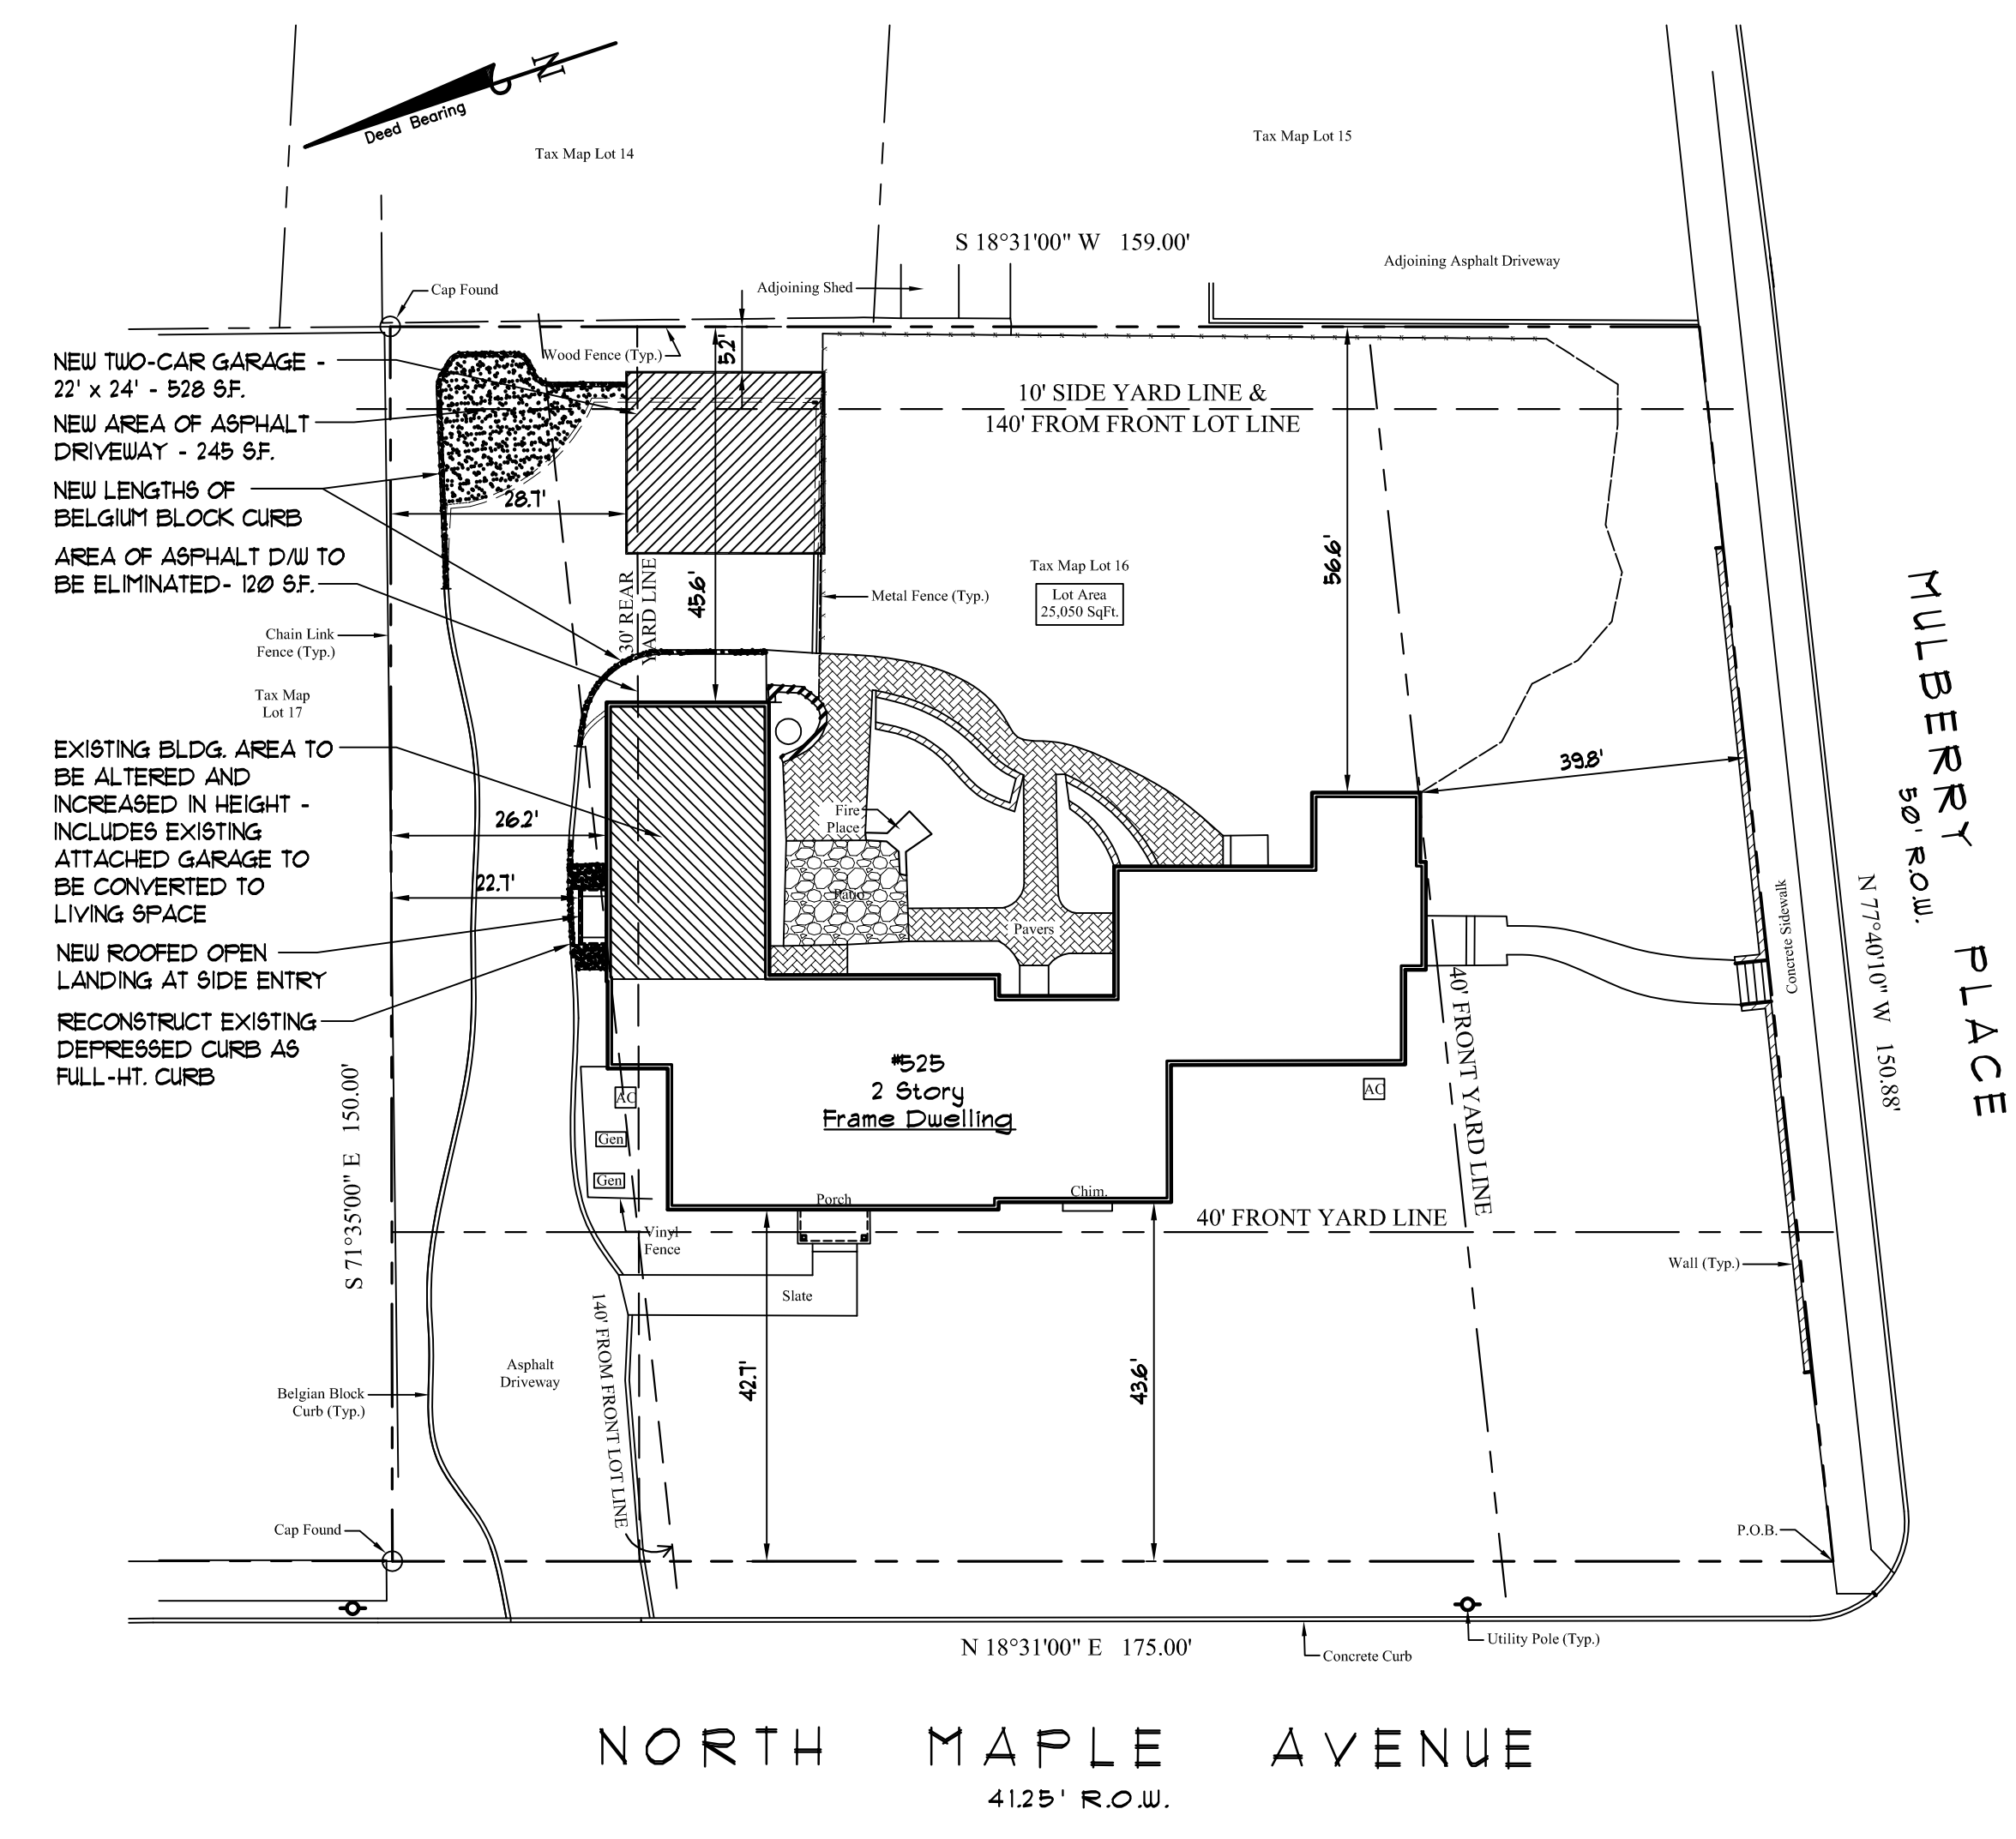 N
Deed Bearing
Tax Map Lot 14
Tax Map Lot 15
S 18°31'00" W 159.00'
Adjoining Asphalt Driveway
Cap Found
Adjoining Shed
Wood Fence (Typ.)
5.2'
NEW TWO-CAR GARAGE -
22' x 24' - 528 S.F.
NEW AREA OF ASPHALT
DRIVEWAY - 245 S.F.
NEW LENGTHS OF
BELGIUM BLOCK CURB
AREA OF ASPHALT D/W TO
BE ELIMINATED- 120 S.F.
10' SIDE YARD LINE &
140' FROM FRONT LOT LINE
28.7'
45.6'
56.6'
30' REAR
YARD LINE
Metal Fence (Typ.)
Tax Map Lot 16
Lot Area
25,050 SqFt.
Chain Link
Fence (Typ.)
Tax Map
Lot 17
EXISTING BLDG. AREA TO
BE ALTERED AND
INCREASED IN HEIGHT -
INCLUDES EXISTING
ATTACHED GARAGE TO
BE CONVERTED TO
LIVING SPACE
NEW ROOFED OPEN
LANDING AT SIDE ENTRY
RECONSTRUCT EXISTING
DEPRESSED CURB AS
FULL-HT. CURB
26.2'
22.7'
Fire
Place
Patio
Pavers
39.8'
MULBERRY PLACE
50' R.O.W.
N 77°40'10" W 150.88'
Concrete Sidewalk
40' FRONT YARD LINE
#525
2 Story
Frame Dwelling
AC
AC
Gen
Gen
Porch
Chim.
Vinyl
Fence
Slate
40' FRONT YARD LINE
Wall (Typ.)
S 71°35'00" E 150.00'
140' FROM FRONT LOT LINE
42.7'
43.6'
Asphalt
Driveway
Belgian Block
Curb (Typ.)
Cap Found
P.O.B.
Utility Pole (Typ.)
Concrete Curb
N 18°31'00" E 175.00'
NORTH MAPLE AVENUE
41.25' R.O.W.